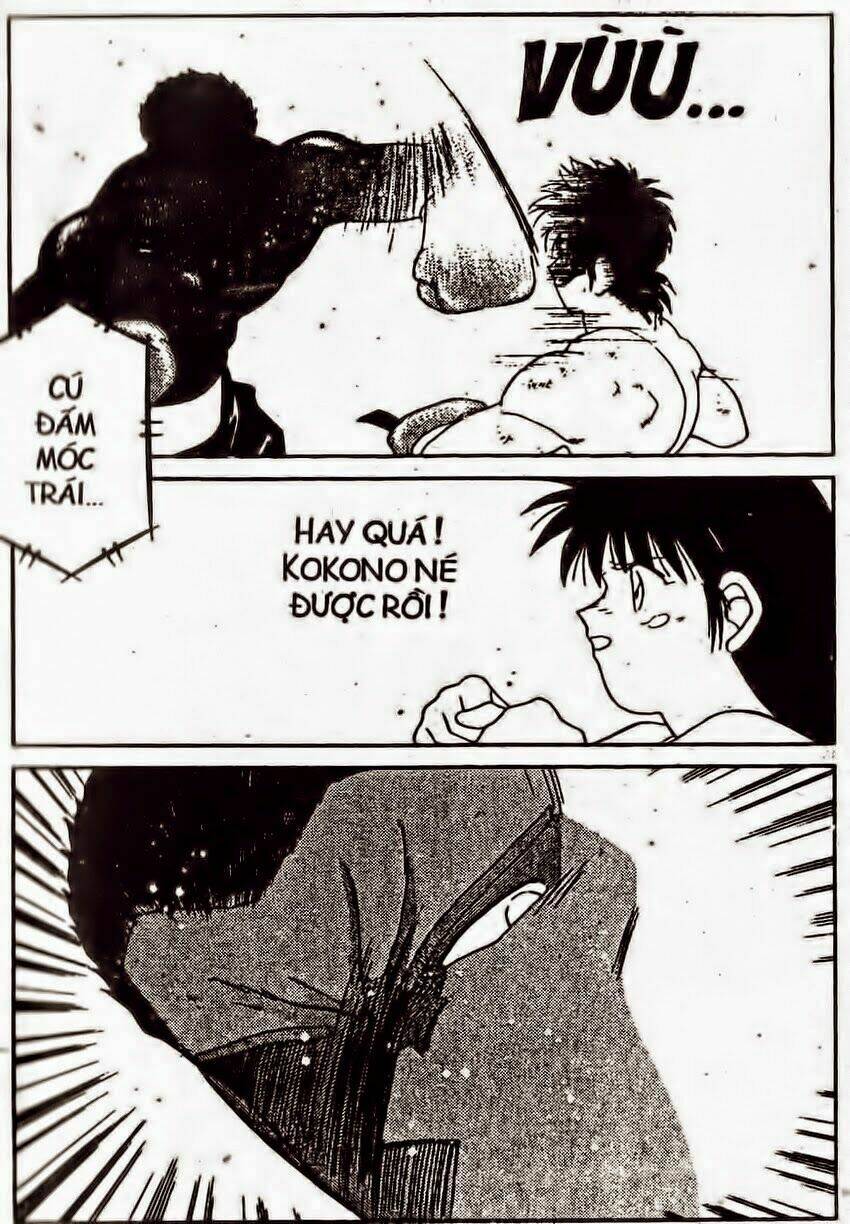 VÙÙ...
CÚ
ĐẤM
MÓC
TRÁI...
HAY QUÁ!
KOKONO NÉ
ĐƯỢC RỒI!